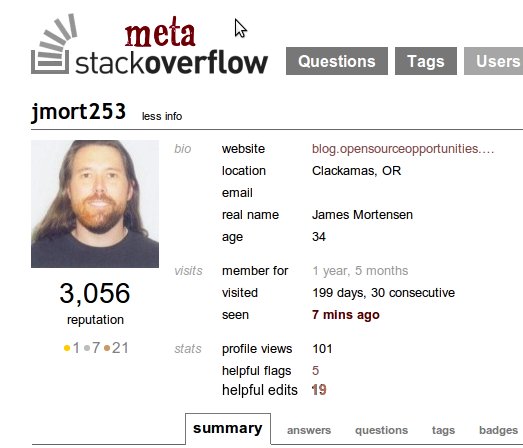 meta
stackoverflow
Questions Tags Users
jmort253 less info
bio website blog.opensourceopportunities....
location Clackamas, OR
email
real name James Mortensen
age 34
visits member for 1 year, 5 months
visited 199 days, 30 consecutive
seen 7 mins ago
3,056
reputation
1 7 21
stats profile views 101
helpful flags 5
helpful edits 19
summary answers questions tags badges